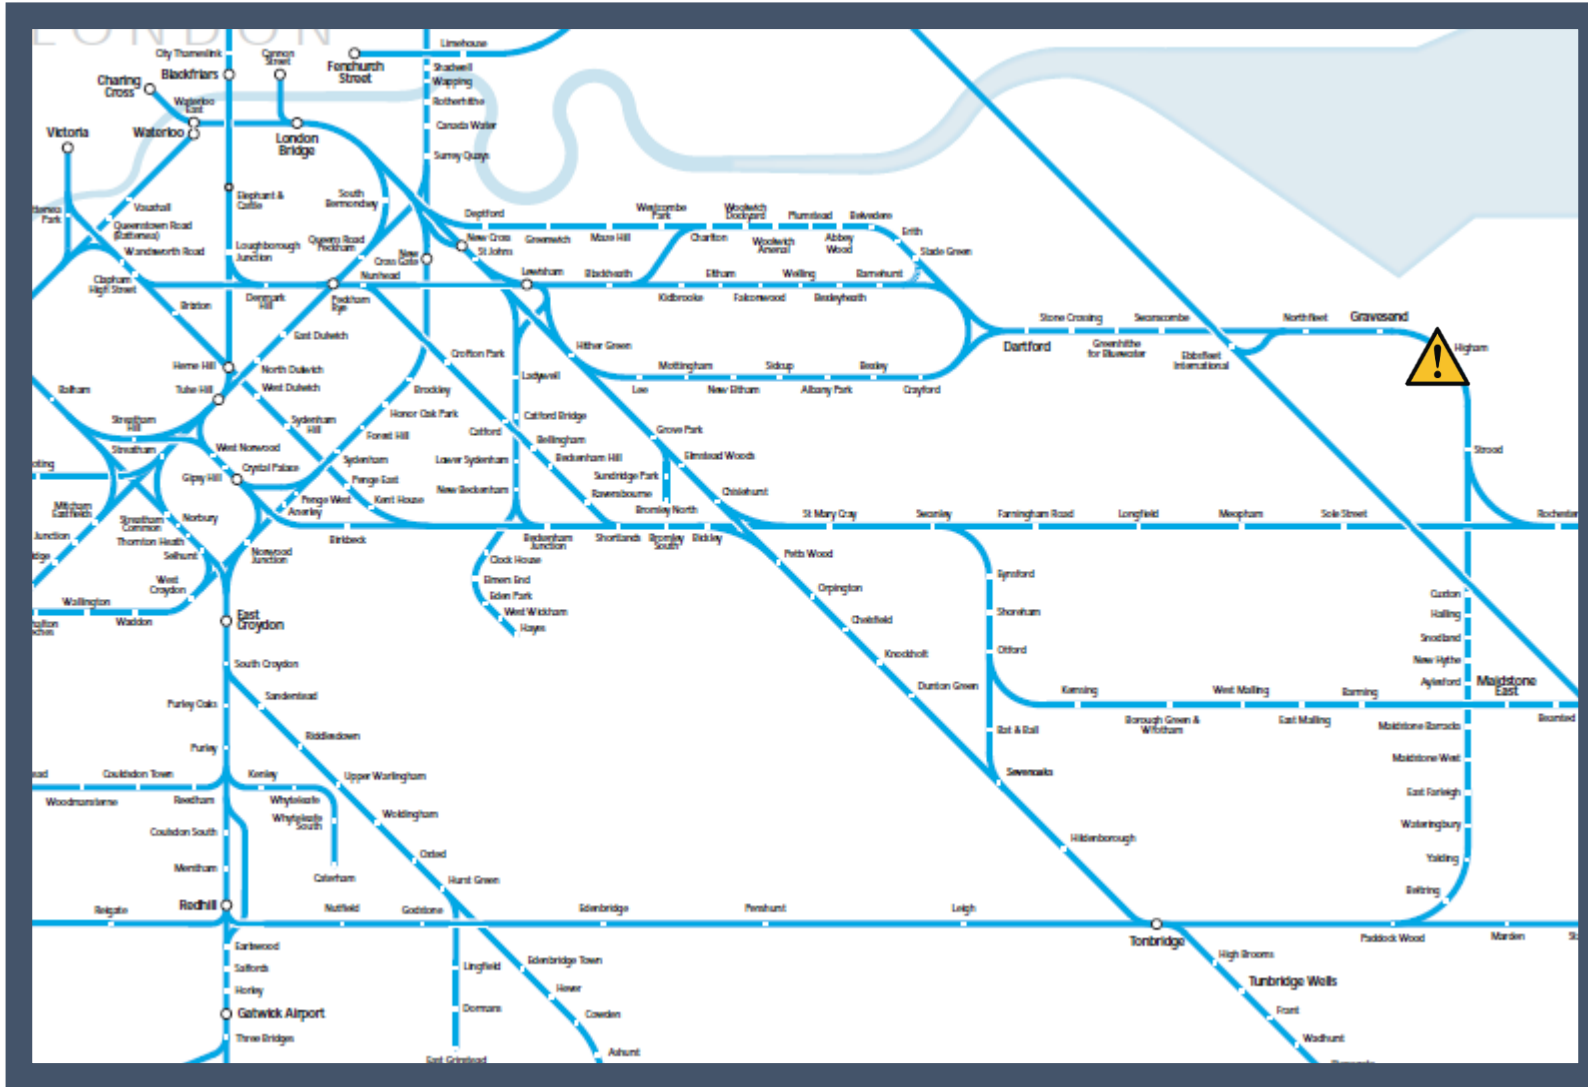 LONDON
City Thameslink
Cannon
Street
Limehouse
Blackfriars
Fenchurch
Street
Shadwell
Wapping
Charing
Cross
Waterloo
East
Rotherhithe
Victoria
Waterloo
London
Bridge
Canada Water
Surrey Quays
Elephant &
Castle
South
Bermondsey
Vauxhall
Park
Queenstown Road
(Battersea)
Wandsworth Road
Loughborough
Junction
Queens Road
Peckham
New
Cross Gate
Deptford
New Cross
St Johns
Greenwich
Maze Hill
Westcombe
Park
Charlton
Woolwich
Dockyard
Woolwich
Arsenal
Plumstead
Abbey
Wood
Belvedere
Erith
Slade Green
Clapham
High Street
Nunhead
Lewisham
Blackheath
Eltham
Welling
Barnehurst
Brixton
Denmark
Hill
Peckham
Rye
Kidbrooke
Falconwood
Bexleyheath
East Dulwich
Stone Crossing
Swanscombe
Northfleet
Gravesend
Dartford
Greenhithe
for Bluewater
Ebbsfleet
International
Higham
Herne Hill
North Dulwich
Crofton Park
Hither Green
Mottingham
Sidcup
Bexley
Balham
Tulse Hill
West Dulwich
Brockley
Ladywell
Lee
New Eltham
Albany Park
Crayford
Streatham
Hill
Sydenham
Hill
Honor Oak Park
Catford Bridge
Streatham
Forest Hill
Catford
Grove Park
Bellingham
West Norwood
Strood
oting
Crystal Palace
Sydenham
Lower Sydenham
Beckenham Hill
Elmstead Woods
Gipsy Hill
Penge East
Sundridge Park
New Beckenham
Ravensbourne
Chislehurst
Mitcham
Eastfields
Penge West
Kent House
Anerley
Bromley North
Streatham
Common
Norbury
St Mary Cray
Swanley
Farningham Road
Longfield
Meopham
Sole Street
Rochester
Junction
Thornton Heath
Birkbeck
Beckenham
Junction
Shortlands
Bromley
South
Bickley
Selhurst
Norwood
Junction
idge
Clock House
Petts Wood
West
Croydon
Elmers End
Eynsford
Eden Park
Orpington
Wallington
West Wickham
Shoreham
Cuxton
Waddon
East
Croydon
Hayes
Chelsfield
Halling
Otford
Snodland
South Croydon
Knockholt
New Hythe
Sanderstead
Dunton Green
Kemsing
West Malling
Barming
Aylesford
Maidstone
East
Purley Oaks
Borough Green &
Wrotham
East Malling
Bearsted
Riddlesdown
Bat & Ball
Maidstone Barracks
Purley
Maidstone West
ead
Coulsdon Town
Kenley
Upper Warlingham
Sevenoaks
Woodmansterne
Reedham
Whyteleafe
East Farleigh
Whyteleafe
South
Woldingham
Coulsdon South
Hildenborough
Wateringbury
Oxted
Merstham
Yalding
Caterham
Hurst Green
Beltring
Redhill
Reigate
Nutfield
Godstone
Edenbridge
Penshurst
Leigh
Tonbridge
Paddock Wood
Marden
Earlswood
High Brooms
Salfords
Lingfield
Edenbridge Town
Tunbridge Wells
Horley
Hever
Gatwick Airport
Dormans
Cowden
Frant
Three Bridges
Wadhurst
Ashurst
East Grinstead